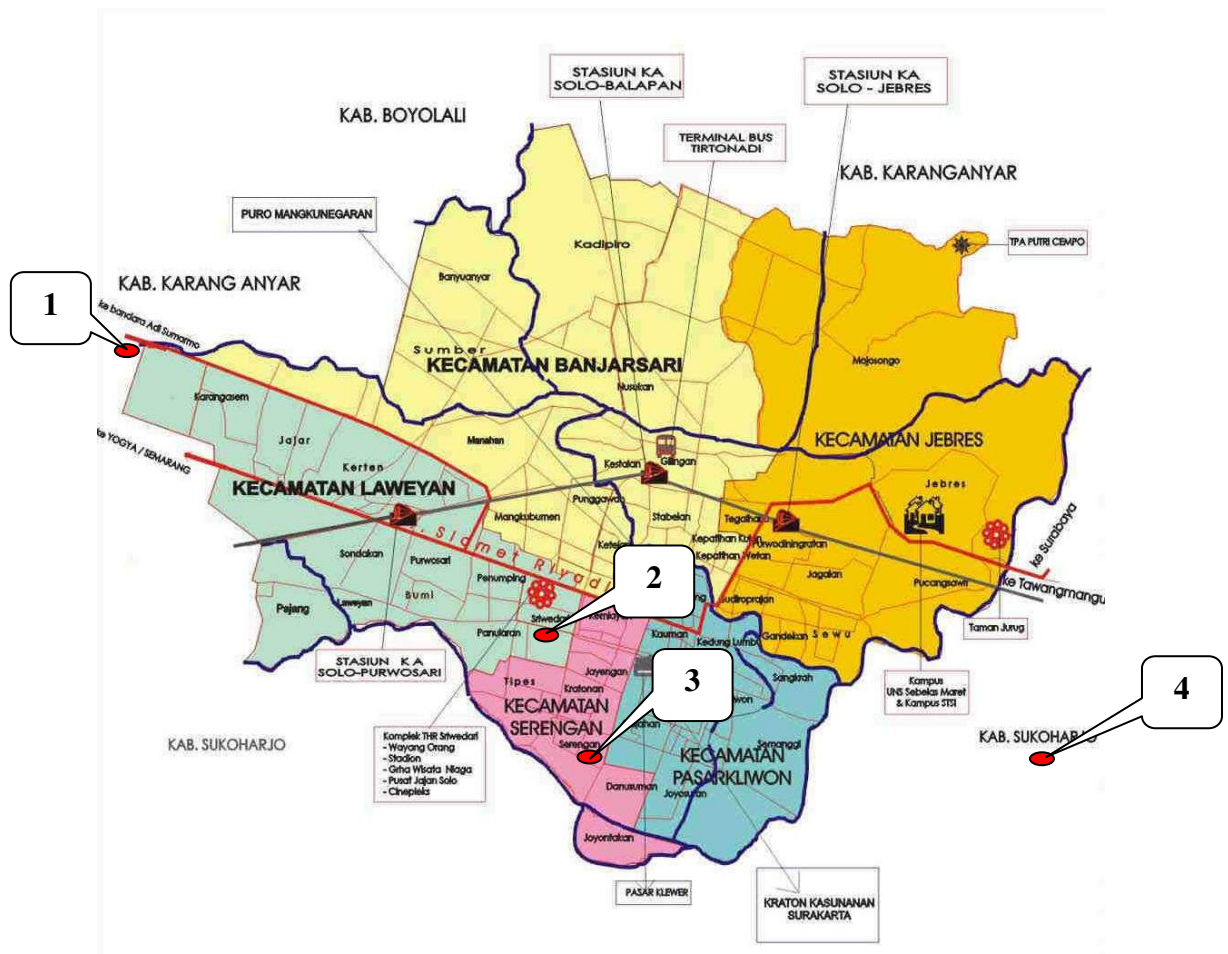 STASIUN KA
SOLO-BALAPAN
STASIUN KA
SOLO - JEBRES
KAB. BOYOLALI
TERMINAL BUS
TIRTONADI
KAB. KARANGANYAR
PURO MANGKUNEGARAN
Kadipiro
TPA PUTRI CEMPO
Banyuanyar
KAB. KARANG ANYAR
1
ke bandara Adi Sumarmo
Sumber
KECAMATAN BANJARSARI
Mojosongo
Nusukan
Karangasem
Jajar
Manahan
KECAMATAN JEBRES
ke YOGYA / SEMARANG
Kerten
Kestalan
Gilingan
Jebres
KECAMATAN LAWEYAN
Punggawan
Mangkubumen
Stabelan
Tegalharjo
ke Surabaya
Slamet Riyadi
Kepatihan Kulon
Purwodiningratan
Ketelan
Kepatihan Wetan
Sondakan
Purwosari
Penumping
2
Jagalan
Pucangsawit
ke Tawangmangu
Pajang
Laweyan
Bumi
Sriwedari
Kemlayan
Sudiroprajan
Taman Jurug
Panularan
Kauman
Kedung Lumbu
Gandekan
Sewu
STASIUN K A
SOLO-PURWOSARI
Jayengan
3
Sangkrah
Kampus
UNS Sebelas Maret
& Kampus STSI
4
Tipes
Kratonan
KECAMATAN
SERENGAN
KAB. SUKOHARJO
Komplek THR Sriwedari
- Wayang Orang
- Stadion
- Grha Wisata Niaga
- Pusat Jajan Solo
- Cinepleks
Serengan
Semanggi
KAB. SUKOHARJO
KECAMATAN
PASARKLIWON
Danusuman
Joyosuran
Joyontakan
PASAR KLEWER
KRATON KASUNANAN
SURAKARTA